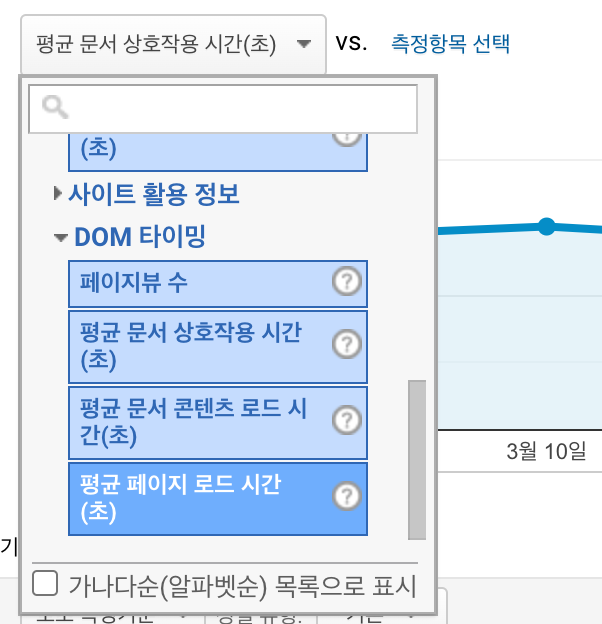 평균 문서 상호작용 시간(초) VS. 측정항목 선택
(초)
사이트 활용 정보
DOM 타이밍
페이지뷰 수
평균 문서 상호작용 시간
(초)
평균 문서 콘텐츠 로드 시
간(초)
평균 페이지 로드 시간
(초)
3월 10일
기
가나다순(알파벳순) 목록으로 표시